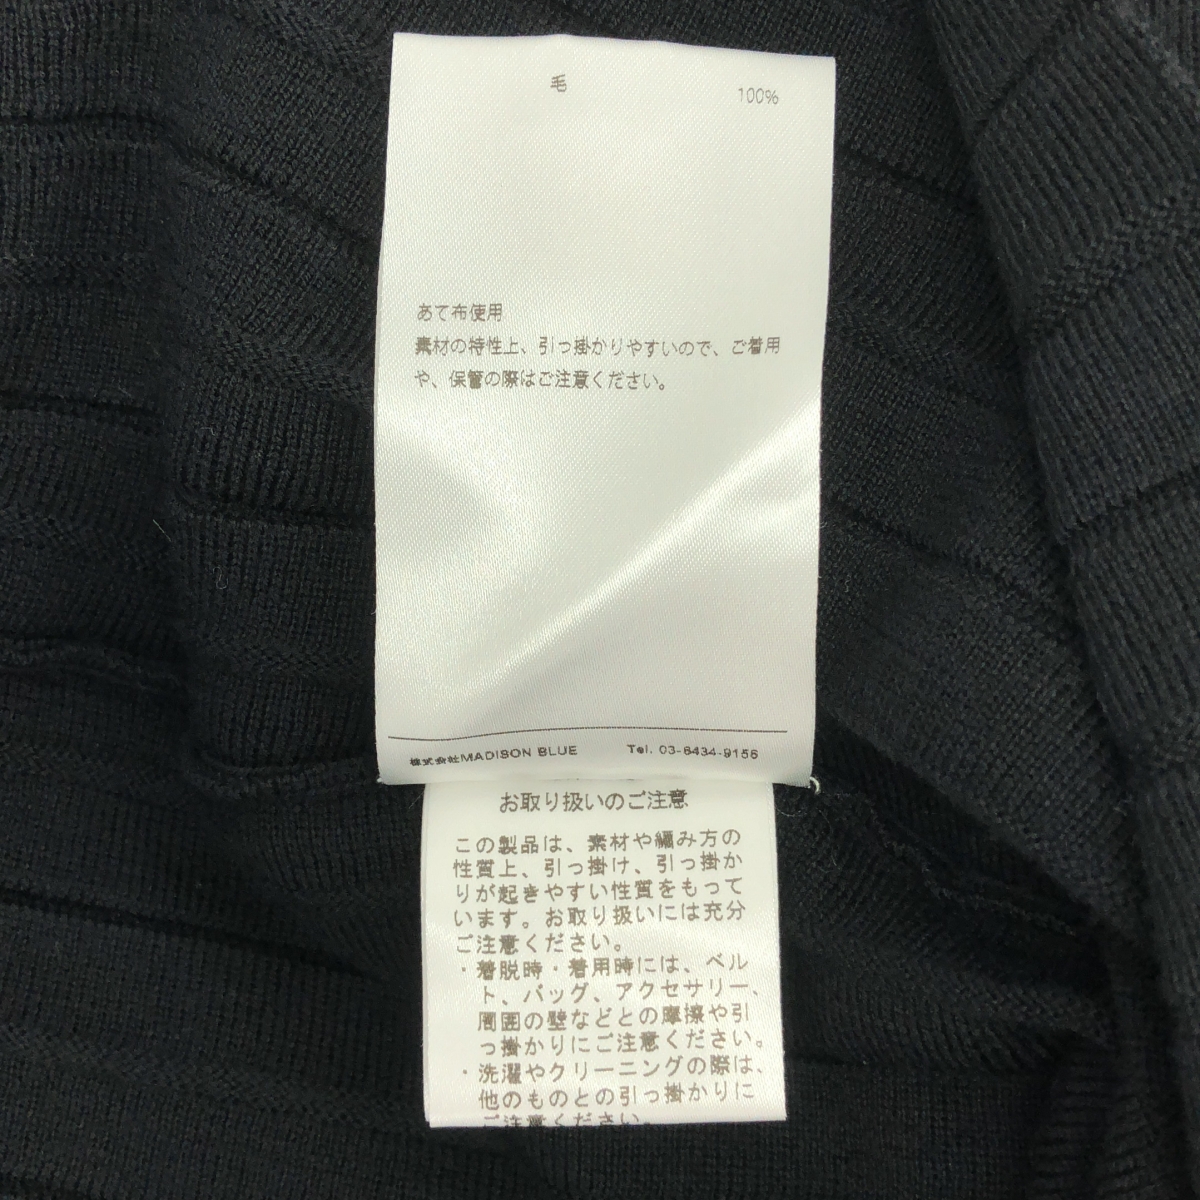 毛 100%
あて布使用
素材の特性上、引っ掛かりやすいので、ご着用
や、保管の際はご注意ください。
株式会社MADISON BLUE Tel. 03-6434-9156
お取り扱いのご注意
この製品は、素材や編み方の
性質上、引っ掛け、引っ掛か
りが起きやすい性質をもって
います。お取り扱いには充分
ご注意ください。
・着脱時・着用時には、ベル
ト、バッグ、アクセサリー、
周囲の壁などとの摩擦や引
っ掛かりにご注意ください。
・洗濯やクリーニングの際は、
他のものとの引っ掛かりに
ご注意ください。